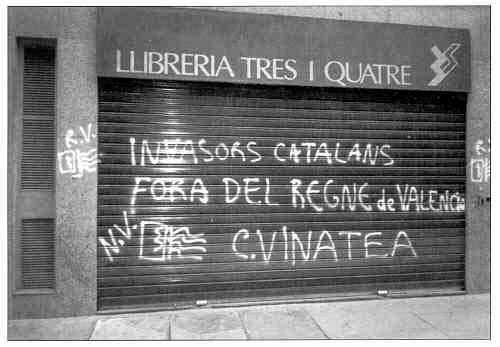 LLIBRERIA TRES I QUATRE
R.V.
INVASORS CATALANS
FORA DEL REGNE de VALENCIA
N.V.
C.VINATEA